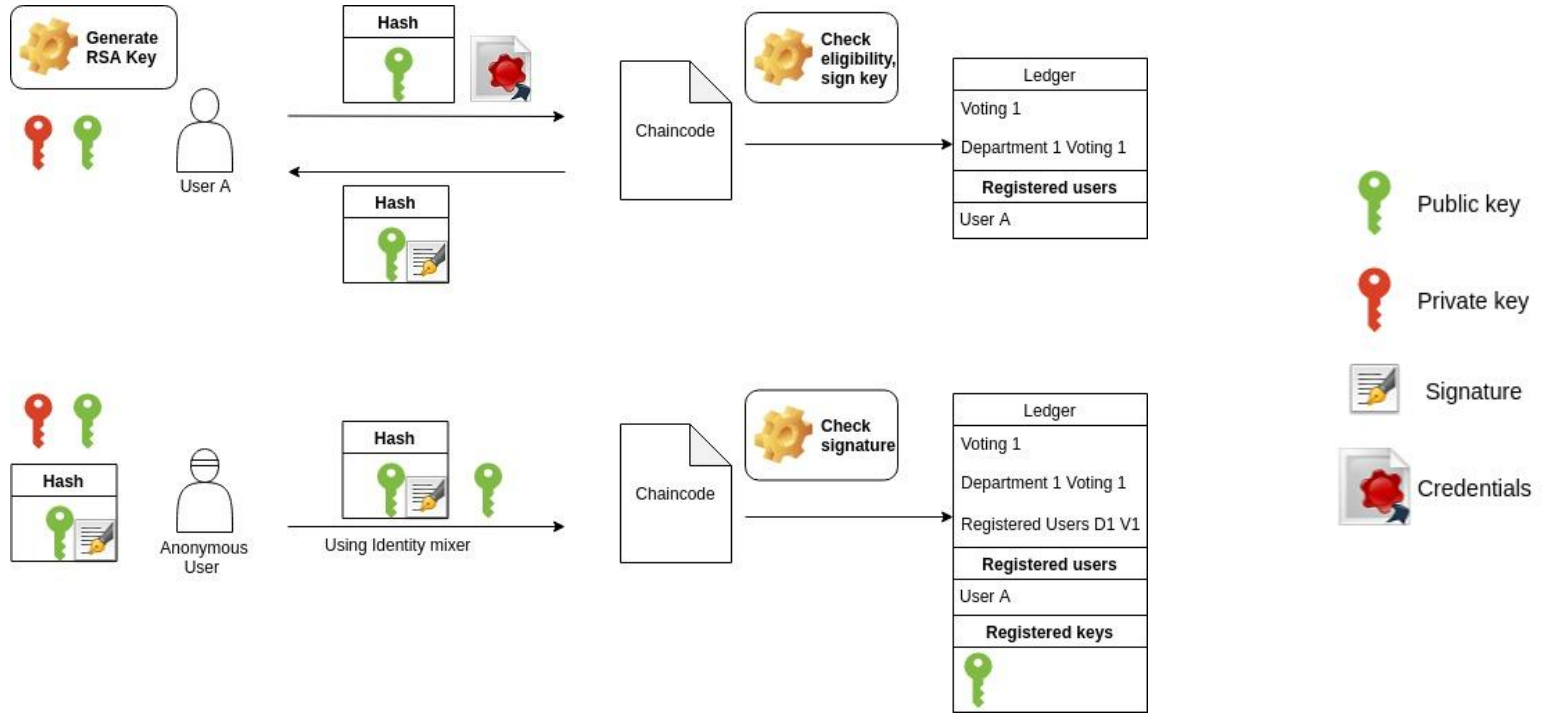 Generate
RSA Key
Hash
User A
Hash
Chaincode
Check
eligibility,
sign key
Ledger
Voting 1
Department 1 Voting 1
Registered users
User A
Public key
Private key
Signature
Credentials
Hash
Anonymous
User
Hash
Using Identity mixer
Chaincode
Check
signature
Ledger
Voting 1
Department 1 Voting 1
Registered Users D1 V1
Registered users
User A
Registered keys